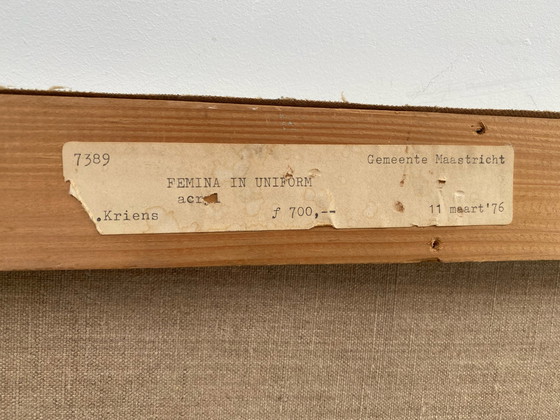 7389 Gemeente Maastricht
FEMINA IN UNIFORM
acr
.Kriens ƒ 700,-- 11 maart'76